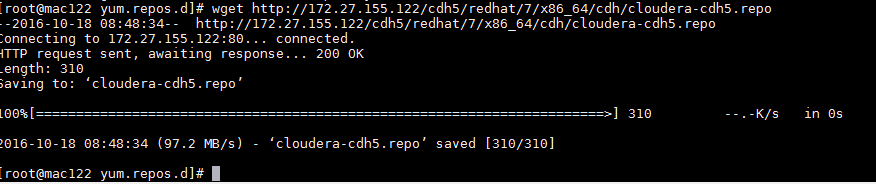 [root@mac122 yum.repos.d]# wget http://172.27.155.122/cdh5/redhat/7/x86_64/cdh/cloudera-cdh5.repo
--2016-10-18 08:48:34--  http://172.27.155.122/cdh5/redhat/7/x86_64/cdh/cloudera-cdh5.repo
Connecting to 172.27.155.122:80... connected.
HTTP request sent, awaiting response... 200 OK
Length: 310
Saving to: ‘cloudera-cdh5.repo’
100%[======================================================================>] 310         --.-K/s   in 0s
2016-10-18 08:48:34 (97.2 MB/s) - ‘cloudera-cdh5.repo’ saved [310/310]
[root@mac122 yum.repos.d]#